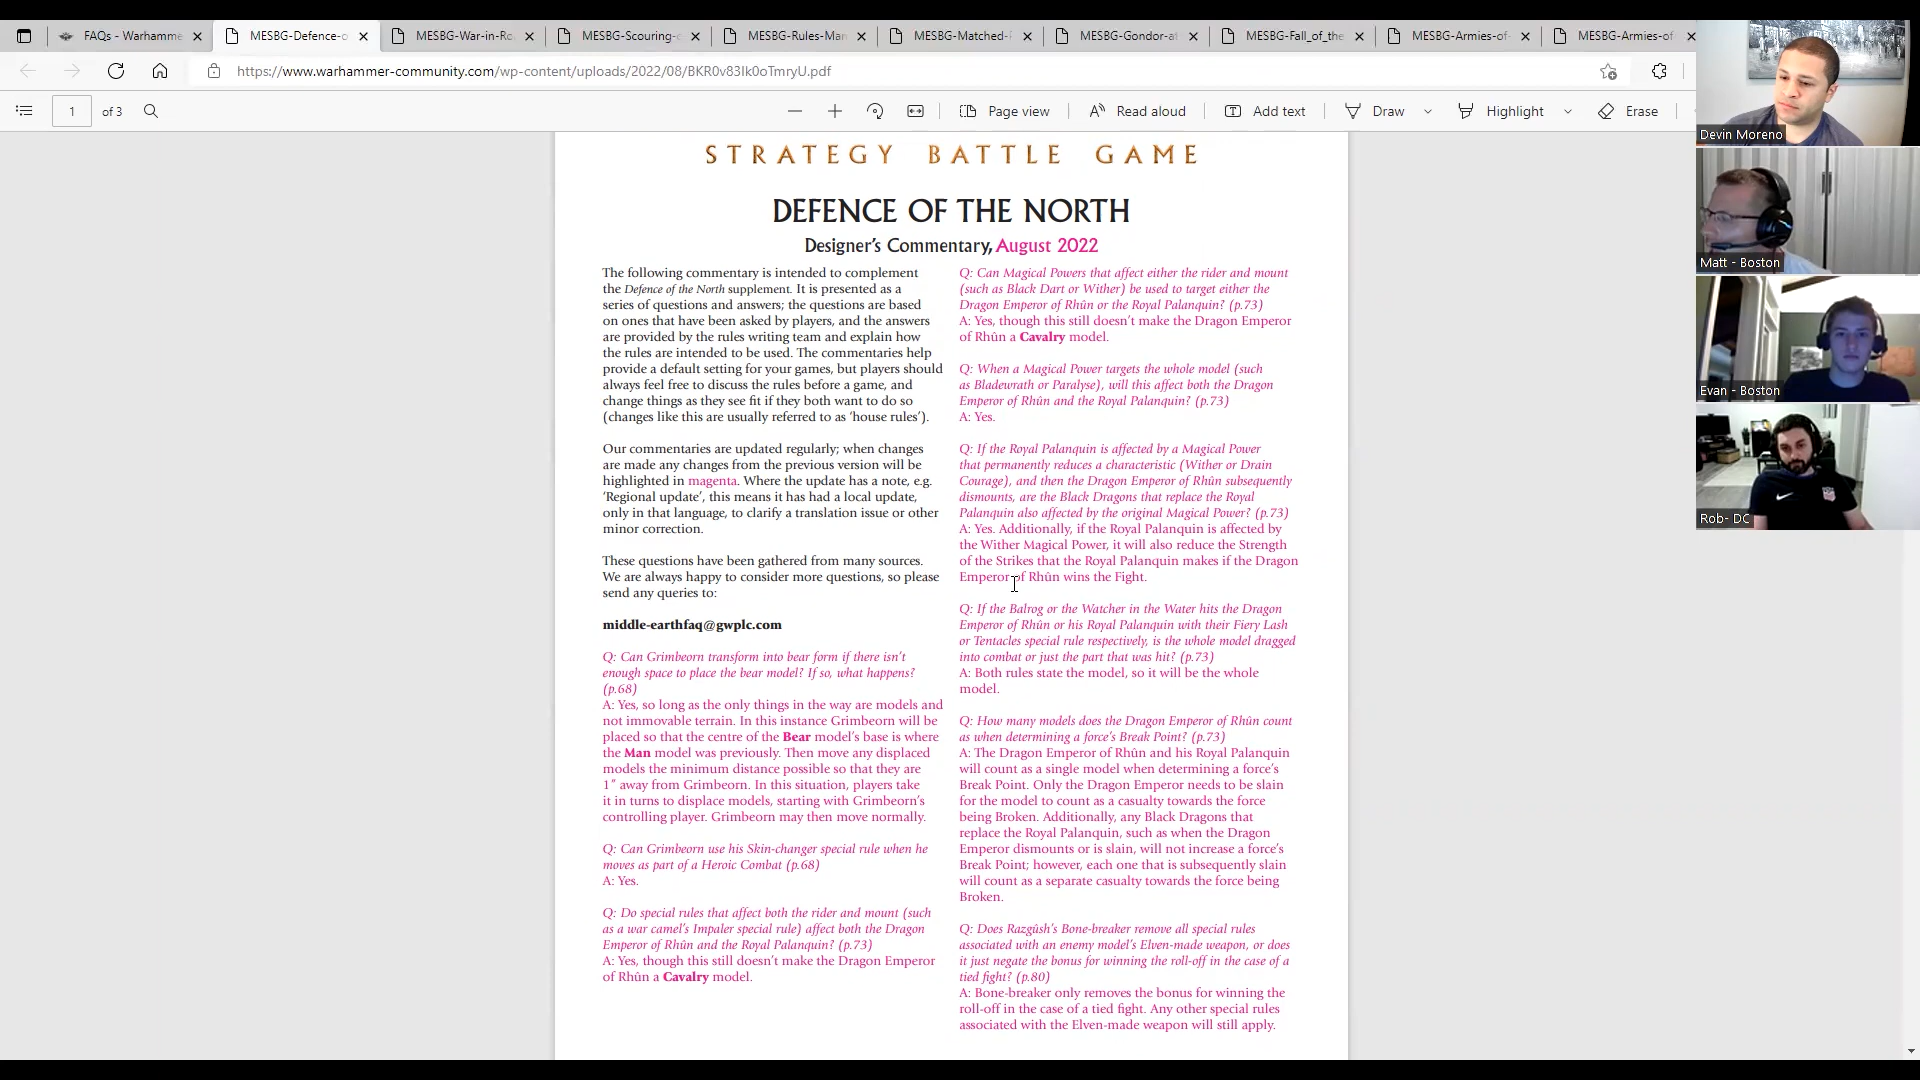 FAQs - Warhamme
MESBG-Defence-o
MESBG-War-in-Ro
MESBG-Scouring-
MESBG-Rules-Man
MESBG-Matched-
MESBG-Gondor-a
MESBG-Fall_of_the
MESBG-Armies-of-
MESBG-Armies-of-
https://www.warhammer-community.com/wp-content/uploads/2022/08/BKR0v83Ik0oTmryU.pdf
1 of 3
Page view
Read aloud
Add text
Draw
Highlight
Erase
Devin Moreno
Matt - Boston
Evan - Boston
Rob- DC
STRATEGY BATTLE GAME
DEFENCE OF THE NORTH
Designer's Commentary, August 2022
The following commentary is intended to complement
the Defence of the North supplement. It is presented as a
series of questions and answers; the questions are based
on ones that have been asked by players, and the answers
are provided by the rules writing team and explain how
the rules are intended to be used. The commentaries help
provide a default setting for your games, but players should
always feel free to discuss the rules before a game, and
change things as they see fit if they both want to do so
(changes like this are usually referred to as ‘house rules’).
Our commentaries are updated regularly; when changes
are made any changes from the previous version will be
highlighted in magenta. Where the update has a note, e.g.
‘Regional update’, this means it has had a local update,
only in that language, to clarify a translation issue or other
minor correction.
These questions have been gathered from many sources.
We are always happy to consider more questions, so please
send any queries to:
middle-earthfaq@gwplc.com
Q: Can Grimbeorn transform into bear form if there isn’t
enough space to place the bear model? If so, what happens?
(p.68)
A: Yes, so long as the only things in the way are models and
not immovable terrain. In this instance Grimbeorn will be
placed so that the centre of the Bear model’s base is where
the Man model was previously. Then move any displaced
models the minimum distance possible so that they are
1” away from Grimbeorn. In this situation, players take
it in turns to displace models, starting with Grimbeorn’s
controlling player. Grimbeorn may then move normally.
Q: Can Grimbeorn use his Skin-changer special rule when he
moves as part of a Heroic Combat (p.68)
A: Yes.
Q: Do special rules that affect both the rider and mount (such
as a war camel’s Impaler special rule) affect both the Dragon
Emperor of Rhûn and the Royal Palanquin? (p.73)
A: Yes, though this still doesn’t make the Dragon Emperor
of Rhûn a Cavalry model.
Q: Can Magical Powers that affect either the rider and mount
(such as Black Dart or Wither) be used to target either the
Dragon Emperor of Rhûn or the Royal Palanquin? (p.73)
A: Yes, though this still doesn’t make the Dragon Emperor
of Rhûn a Cavalry model.
Q: When a Magical Power targets the whole model (such
as Bladewrath or Paralyse), will this affect both the Dragon
Emperor of Rhûn and the Royal Palanquin? (p.73)
A: Yes.
Q: If the Royal Palanquin is affected by a Magical Power
that permanently reduces a characteristic (Wither or Drain
Courage), and then the Dragon Emperor of Rhûn subsequently
dismounts, are the Black Dragons that replace the Royal
Palanquin also affected by the original Magical Power? (p.73)
A: Yes. Additionally, if the Royal Palanquin is affected by
the Wither Magical Power, it will also reduce the Strength
of the Strikes that the Royal Palanquin makes if the Dragon
Emperor of Rhûn wins the Fight.
Q: If the Balrog or the Watcher in the Water hits the Dragon
Emperor of Rhûn or his Royal Palanquin with their Fiery Lash
or Tentacles special rule respectively, is the whole model dragged
into combat or just the part that was hit? (p.73)
A: Both rules state the model, so it will be the whole
model.
Q: How many models does the Dragon Emperor of Rhûn count
as when determining a force’s Break Point? (p.73)
A: The Dragon Emperor of Rhûn and his Royal Palanquin
will count as a single model when determining a force’s
Break Point. Only the Dragon Emperor needs to be slain
for the model to count as a casualty towards the force
being Broken. Additionally, any Black Dragons that
replace the Royal Palanquin, such as when the Dragon
Emperor dismounts or is slain, will not increase a force’s
Break Point; however, each one that is subsequently slain
will count as a separate casualty towards the force being
Broken.
Q: Does Razgûsh’s Bone-breaker remove all special rules
associated with an enemy model’s Elven-made weapon, or does
it just negate the bonus for winning the roll-off in the case of a
tied fight? (p.80)
A: Bone-breaker only removes the bonus for winning the
roll-off in the case of a tied fight. Any other special rules
associated with the Elven-made weapon will still apply.